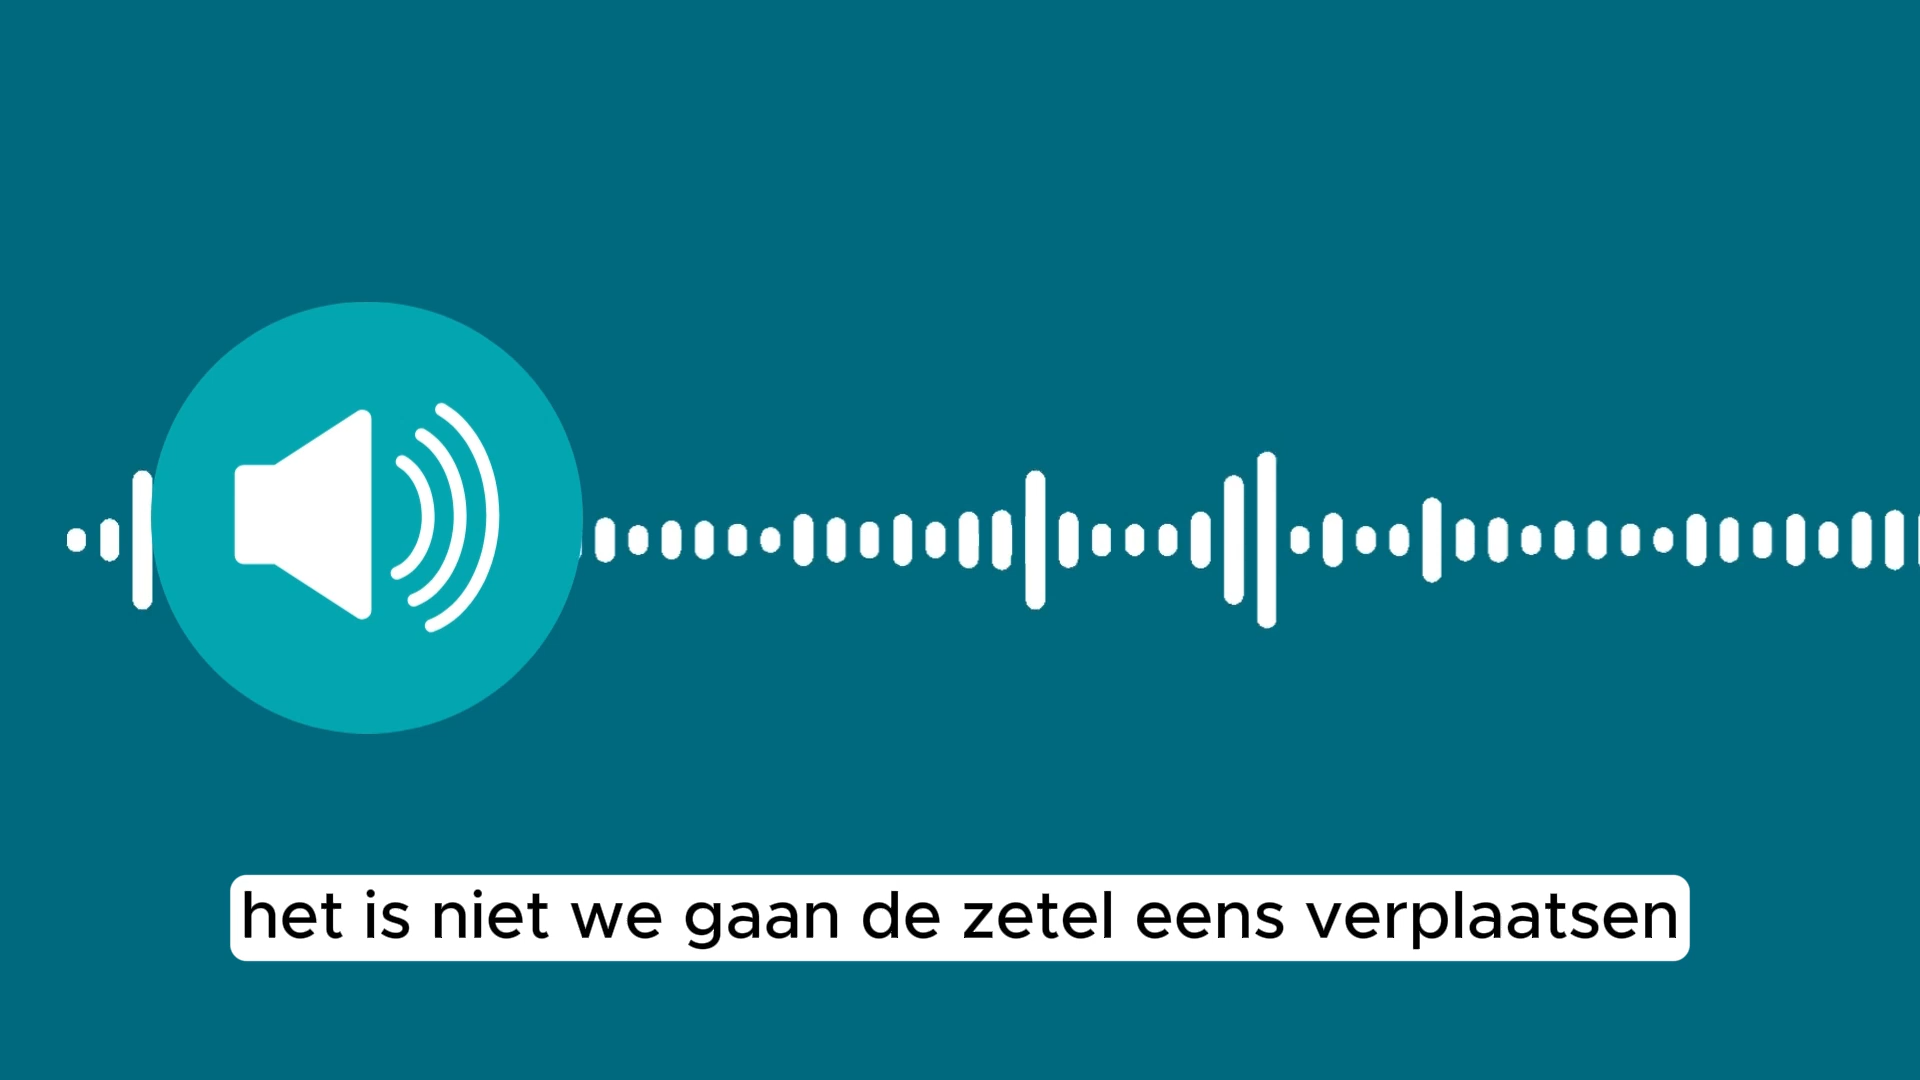 het is niet we gaan de zetel eens verplaatsen